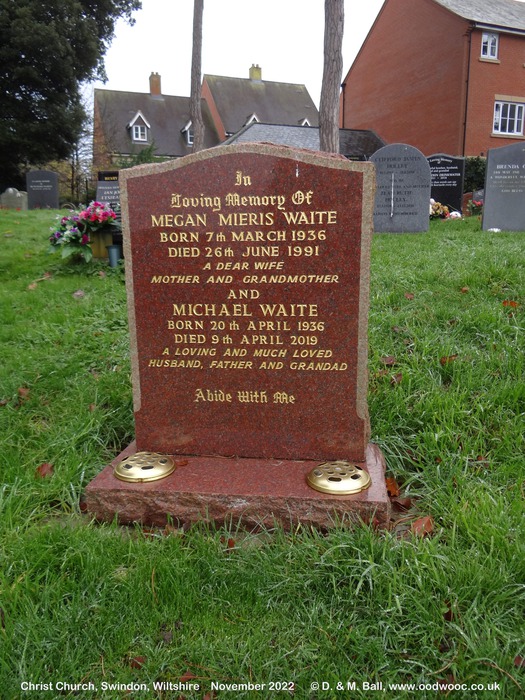 In
Loving Memory Of
MEGAN MIERIS WAITE
BORN 7th MARCH 1936
DIED 26th JUNE 1991
A DEAR WIFE
MOTHER AND GRANDMOTHER
AND
MICHAEL WAITE
BORN 20th APRIL 1936
DIED 9th APRIL 2019
A LOVING AND MUCH LOVED
HUSBAND, FATHER AND GRANDAD
Abide With Me
Christ Church, Swindon, Wiltshire November 2022 © D. & M. Ball, www.oodwooc.co.uk